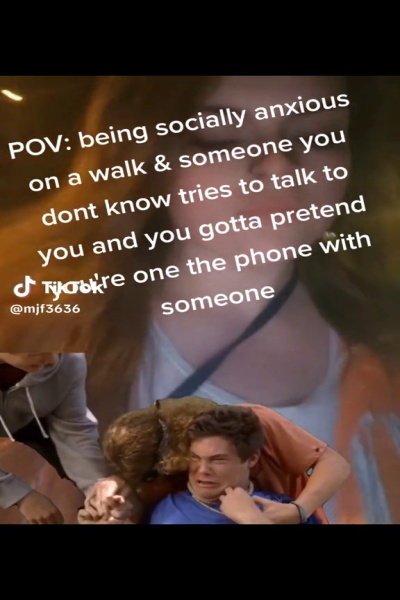 POV: being socially anxious
on a walk & someone you
dont know tries to talk to
you and you gotta pretend
you're one the phone with
someone
TikTok
@mjf3636